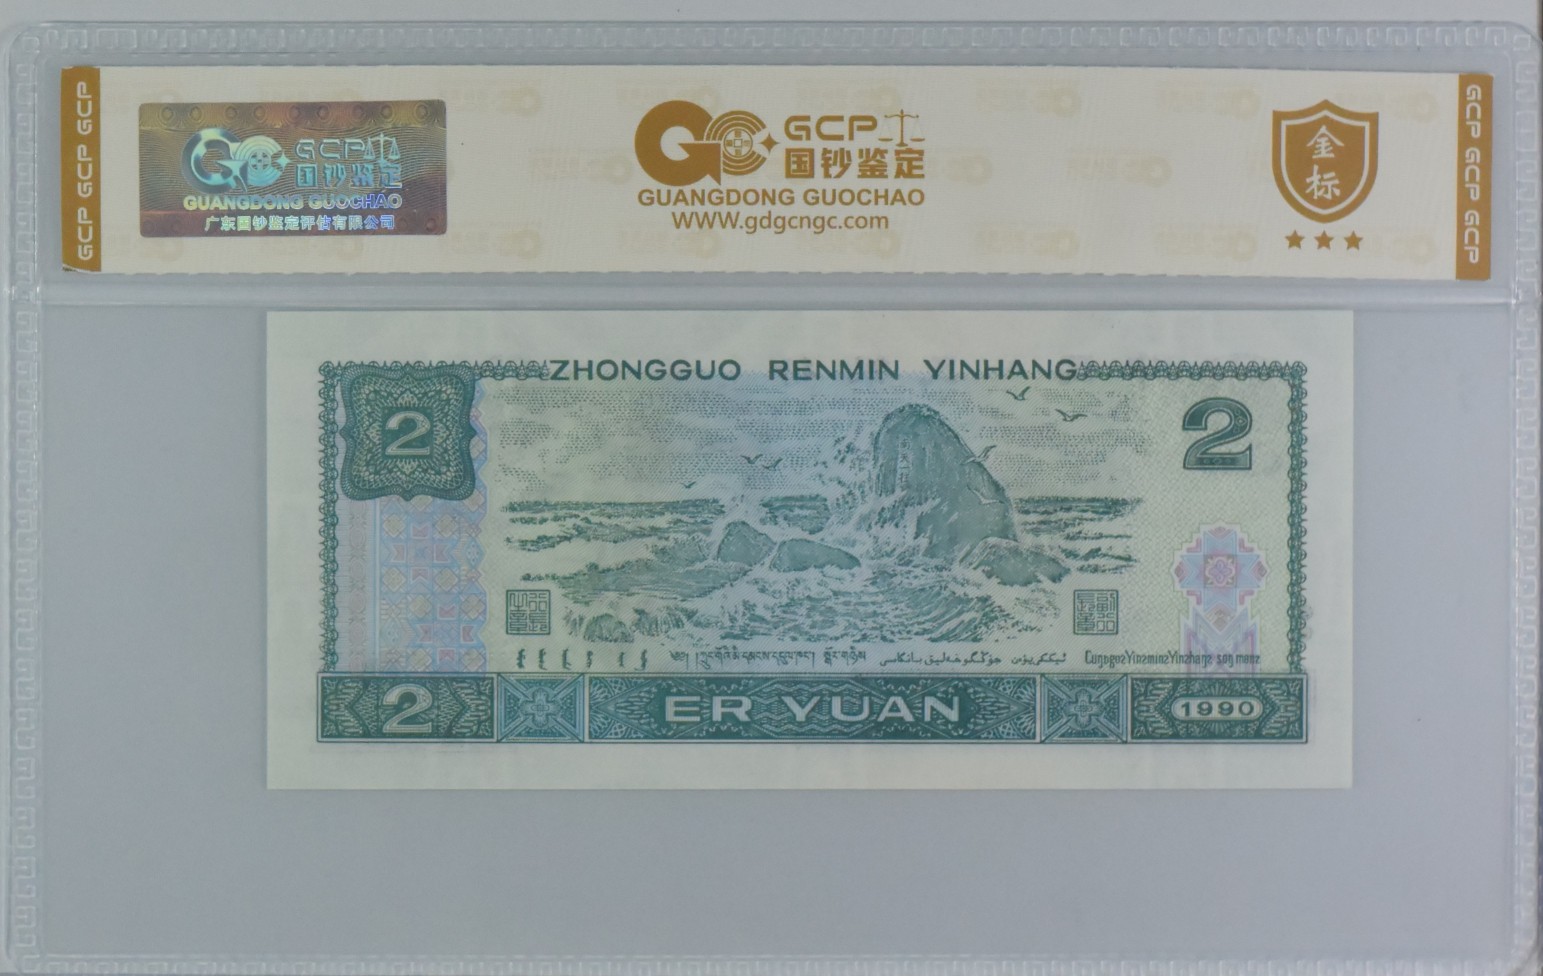 GCP GCP GCP
GCP 国钞鉴定
GUANGDONG GUOCHAO
广东国钞鉴定评估有限公司
GCP
国钞鉴定
GUANGDONG GUOCHAO
WWW.gdgcngc.com
金标
GCP GCP GCP
ZHONGGUO RENMIN YINHANG
2
2
2
ER YUAN
1990